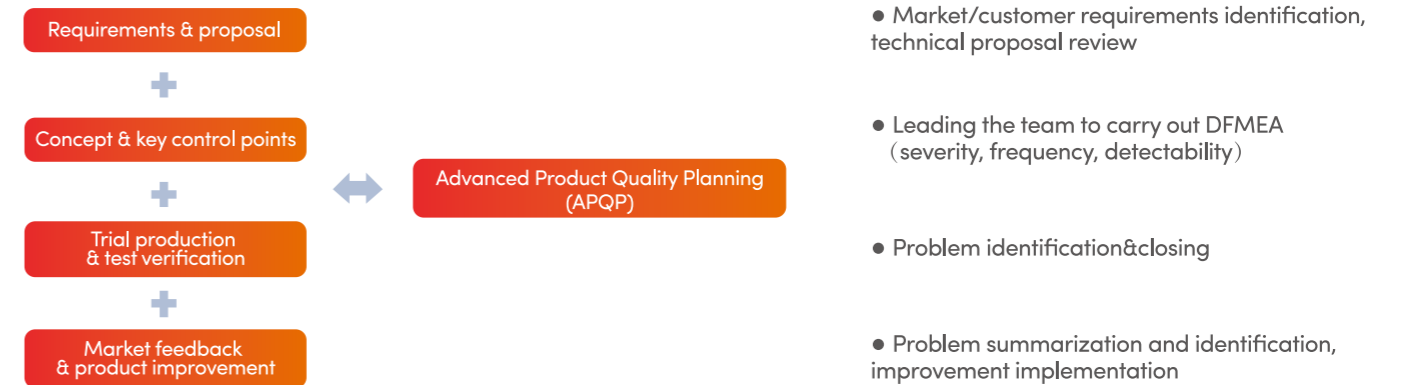 Requirements & proposal
Concept & key control points
Trial production
& test verification
Market feedback
& product improvement
Advanced Product Quality Planning
(APQP)
● Market/customer requirements identification,
technical proposal review
● Leading the team to carry out DFMEA
（severity, frequency, detectability）
● Problem identification&closing
● Problem summarization and identification,
improvement implementation